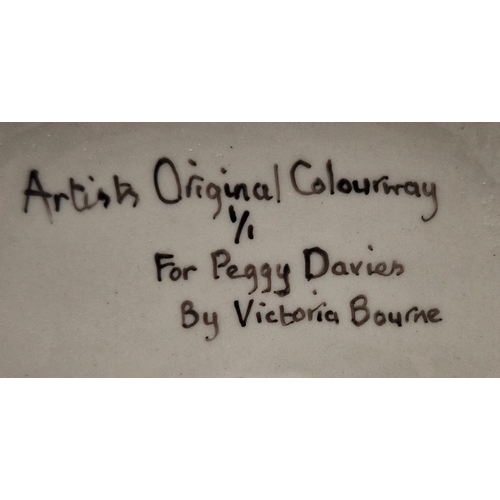 Artists Original Colourway
1/1
For Peggy Davies
By Victoria Bourne